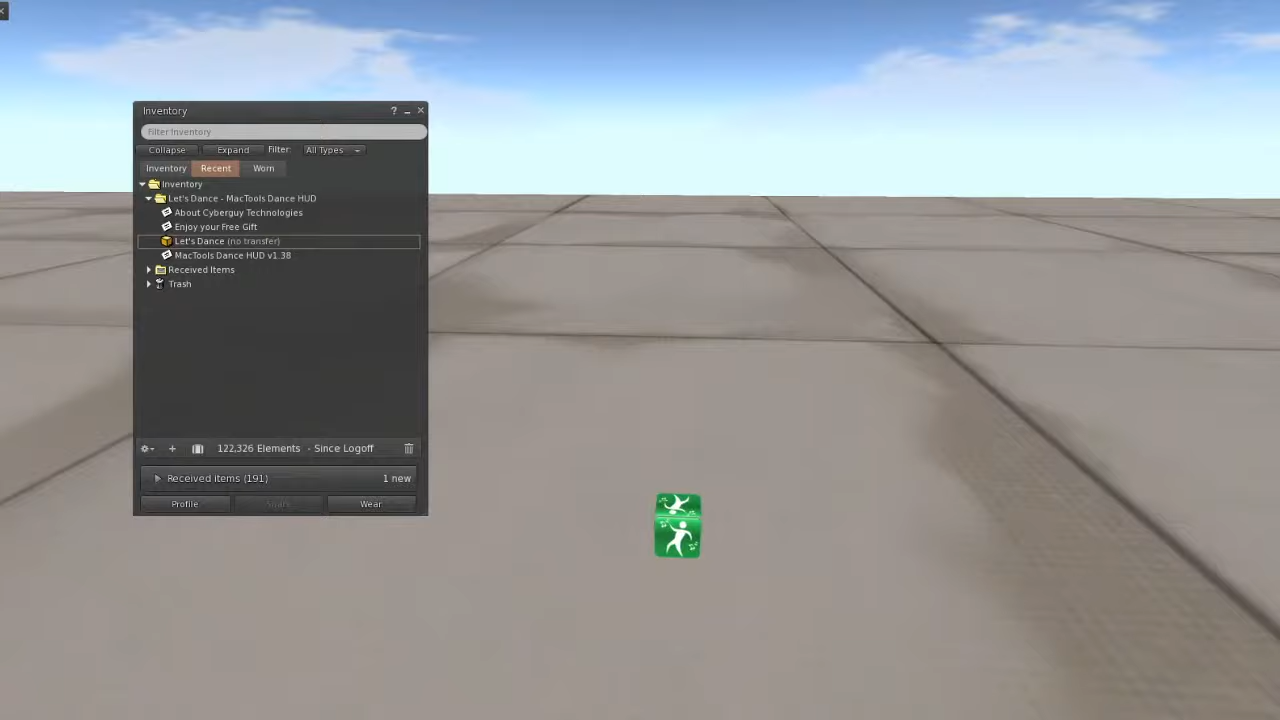 Inventory
Filter Inventory
Collapse Expand Filter: All Types
Inventory Recent Worn
Inventory
Let's Dance - MacTools Dance HUD
About Cyberguy Technologies
Enjoy your Free Gift
Let's Dance (no transfer)
MacTools Dance HUD v1.38
Received Items
Trash
122,326 Elements - Since Logoff
Received Items (191) 1 new
Profile Share Wear